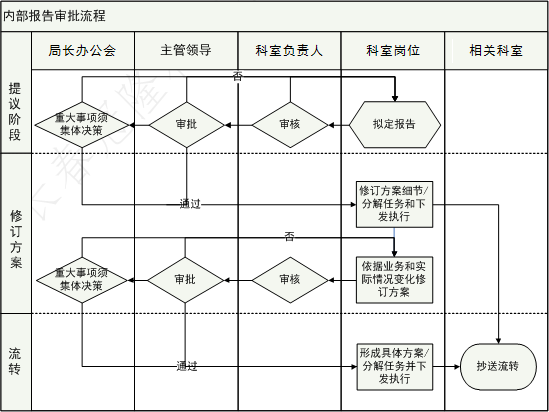 内部报告审批流程
局长办公会 主管领导 科室负责人 科室岗位 相关科室
提议阶段
否
重大事项须
集体决策
审批
审核
拟定报告
通过
修订方案
修订方案细节/
分解任务和下
发执行
否
重大事项须
集体决策
审批
审核
依据业务和实
际情况变化修
订方案
流转
通过
形成具体方案/
分解任务并下
发执行
抄送流转